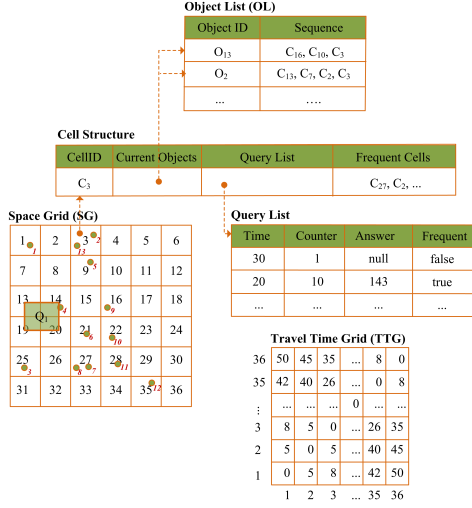 Object List (OL)
Object ID Sequence
O13 C16, C10, C3
O2 C13, C7, C2, C3
... ....
Cell Structure
CellID Current Objects Query List Frequent Cells
C3 C27, C2, ...
Space Grid (SG)
1 2 3 4 5 6
1 13 2
7 8 9 10 11 12
5
13 14 15 16 17 18
4 9
Q1
19 20 21 22 23 24
6 10
25 26 27 28 29 30
3 8 7 11
31 32 33 34 35 36
12
Query List
Time Counter Answer Frequent
30 1 null false
20 10 143 true
... ... ... ...
Travel Time Grid (TTG)
36 50 45 35 ... 8 0
35 42 40 26 ... 0 8
... ... ... ... 0 ... ...
3 8 5 0 ... 26 35
2 5 0 5 ... 40 45
1 0 5 8 ... 42 50
1 2 3 ... 35 36